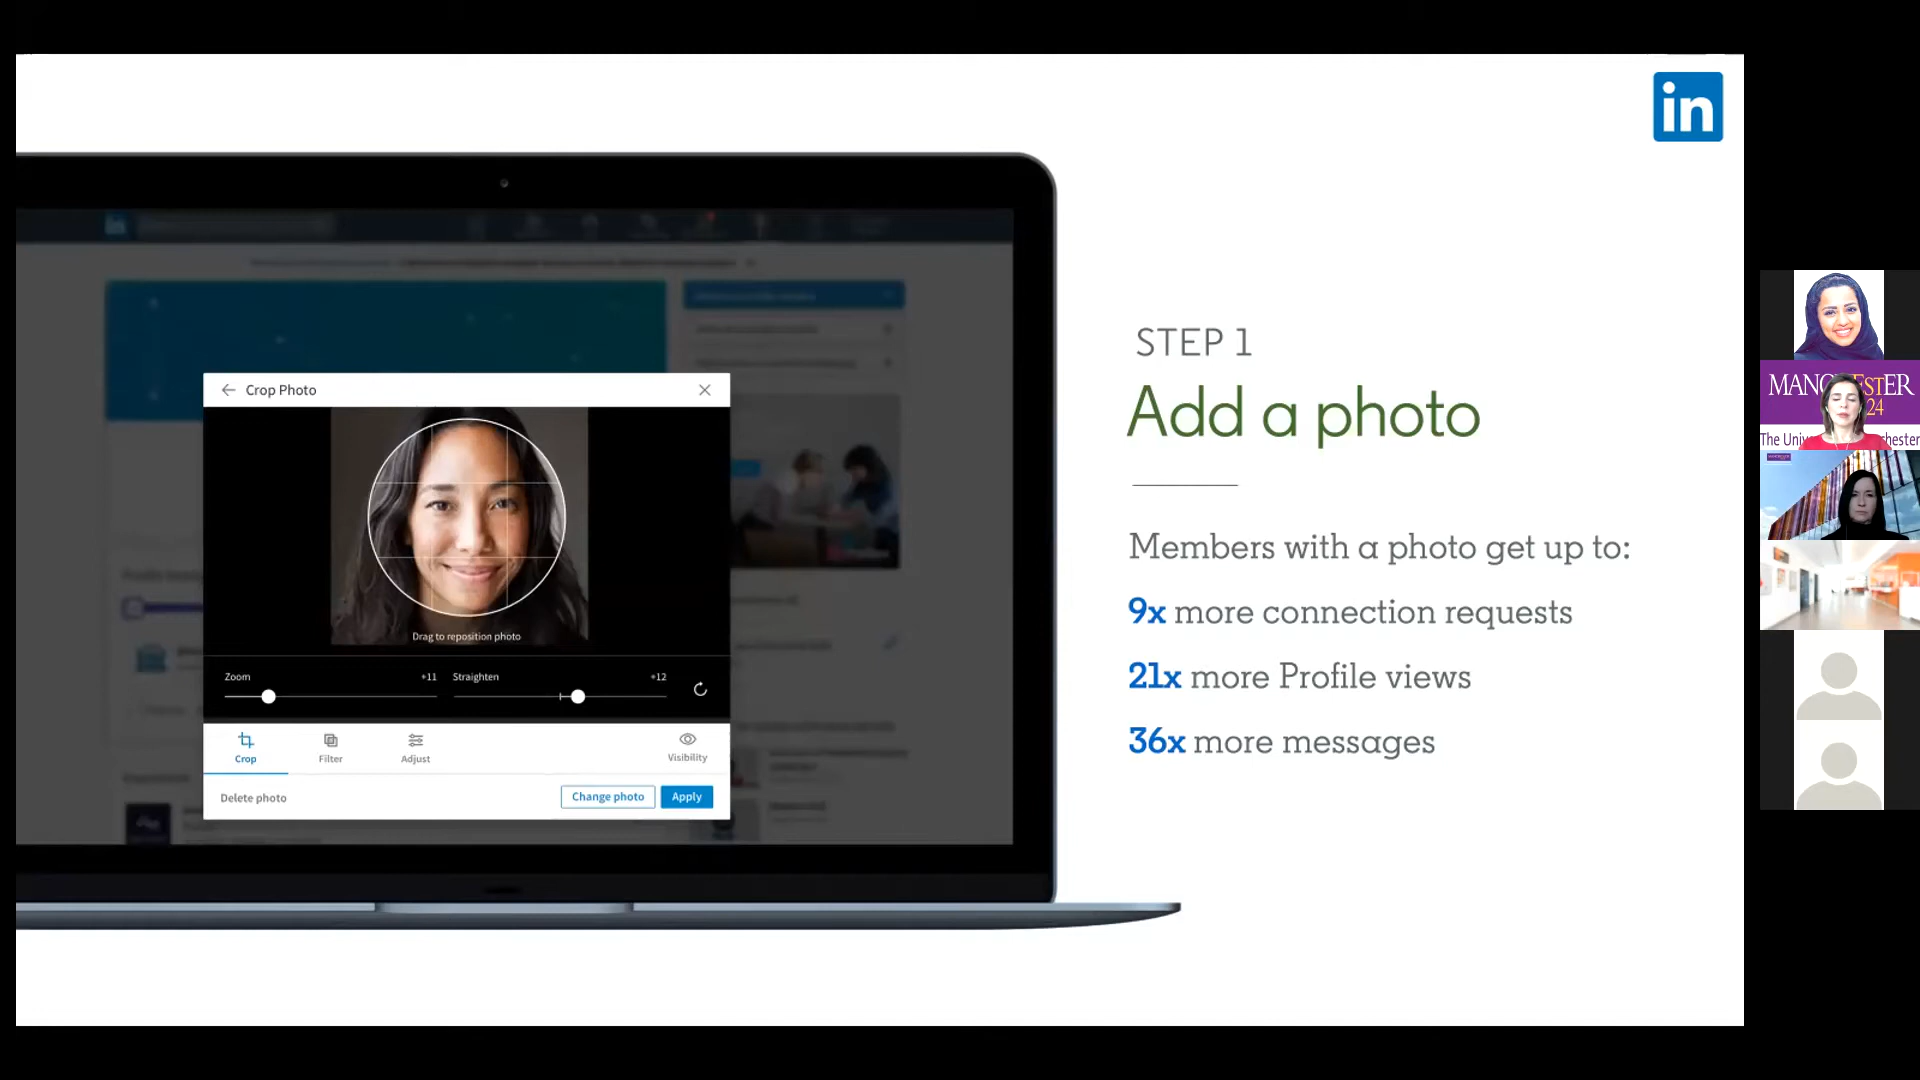 in
STEP 1
Add a photo
Members with a photo get up to:
9x more connection requests
21x more Profile views
36x more messages
Crop Photo
Drag to reposition photo
Zoom +11 Straighten +12
Crop Filter Adjust Visibility
Delete photo Change photo Apply